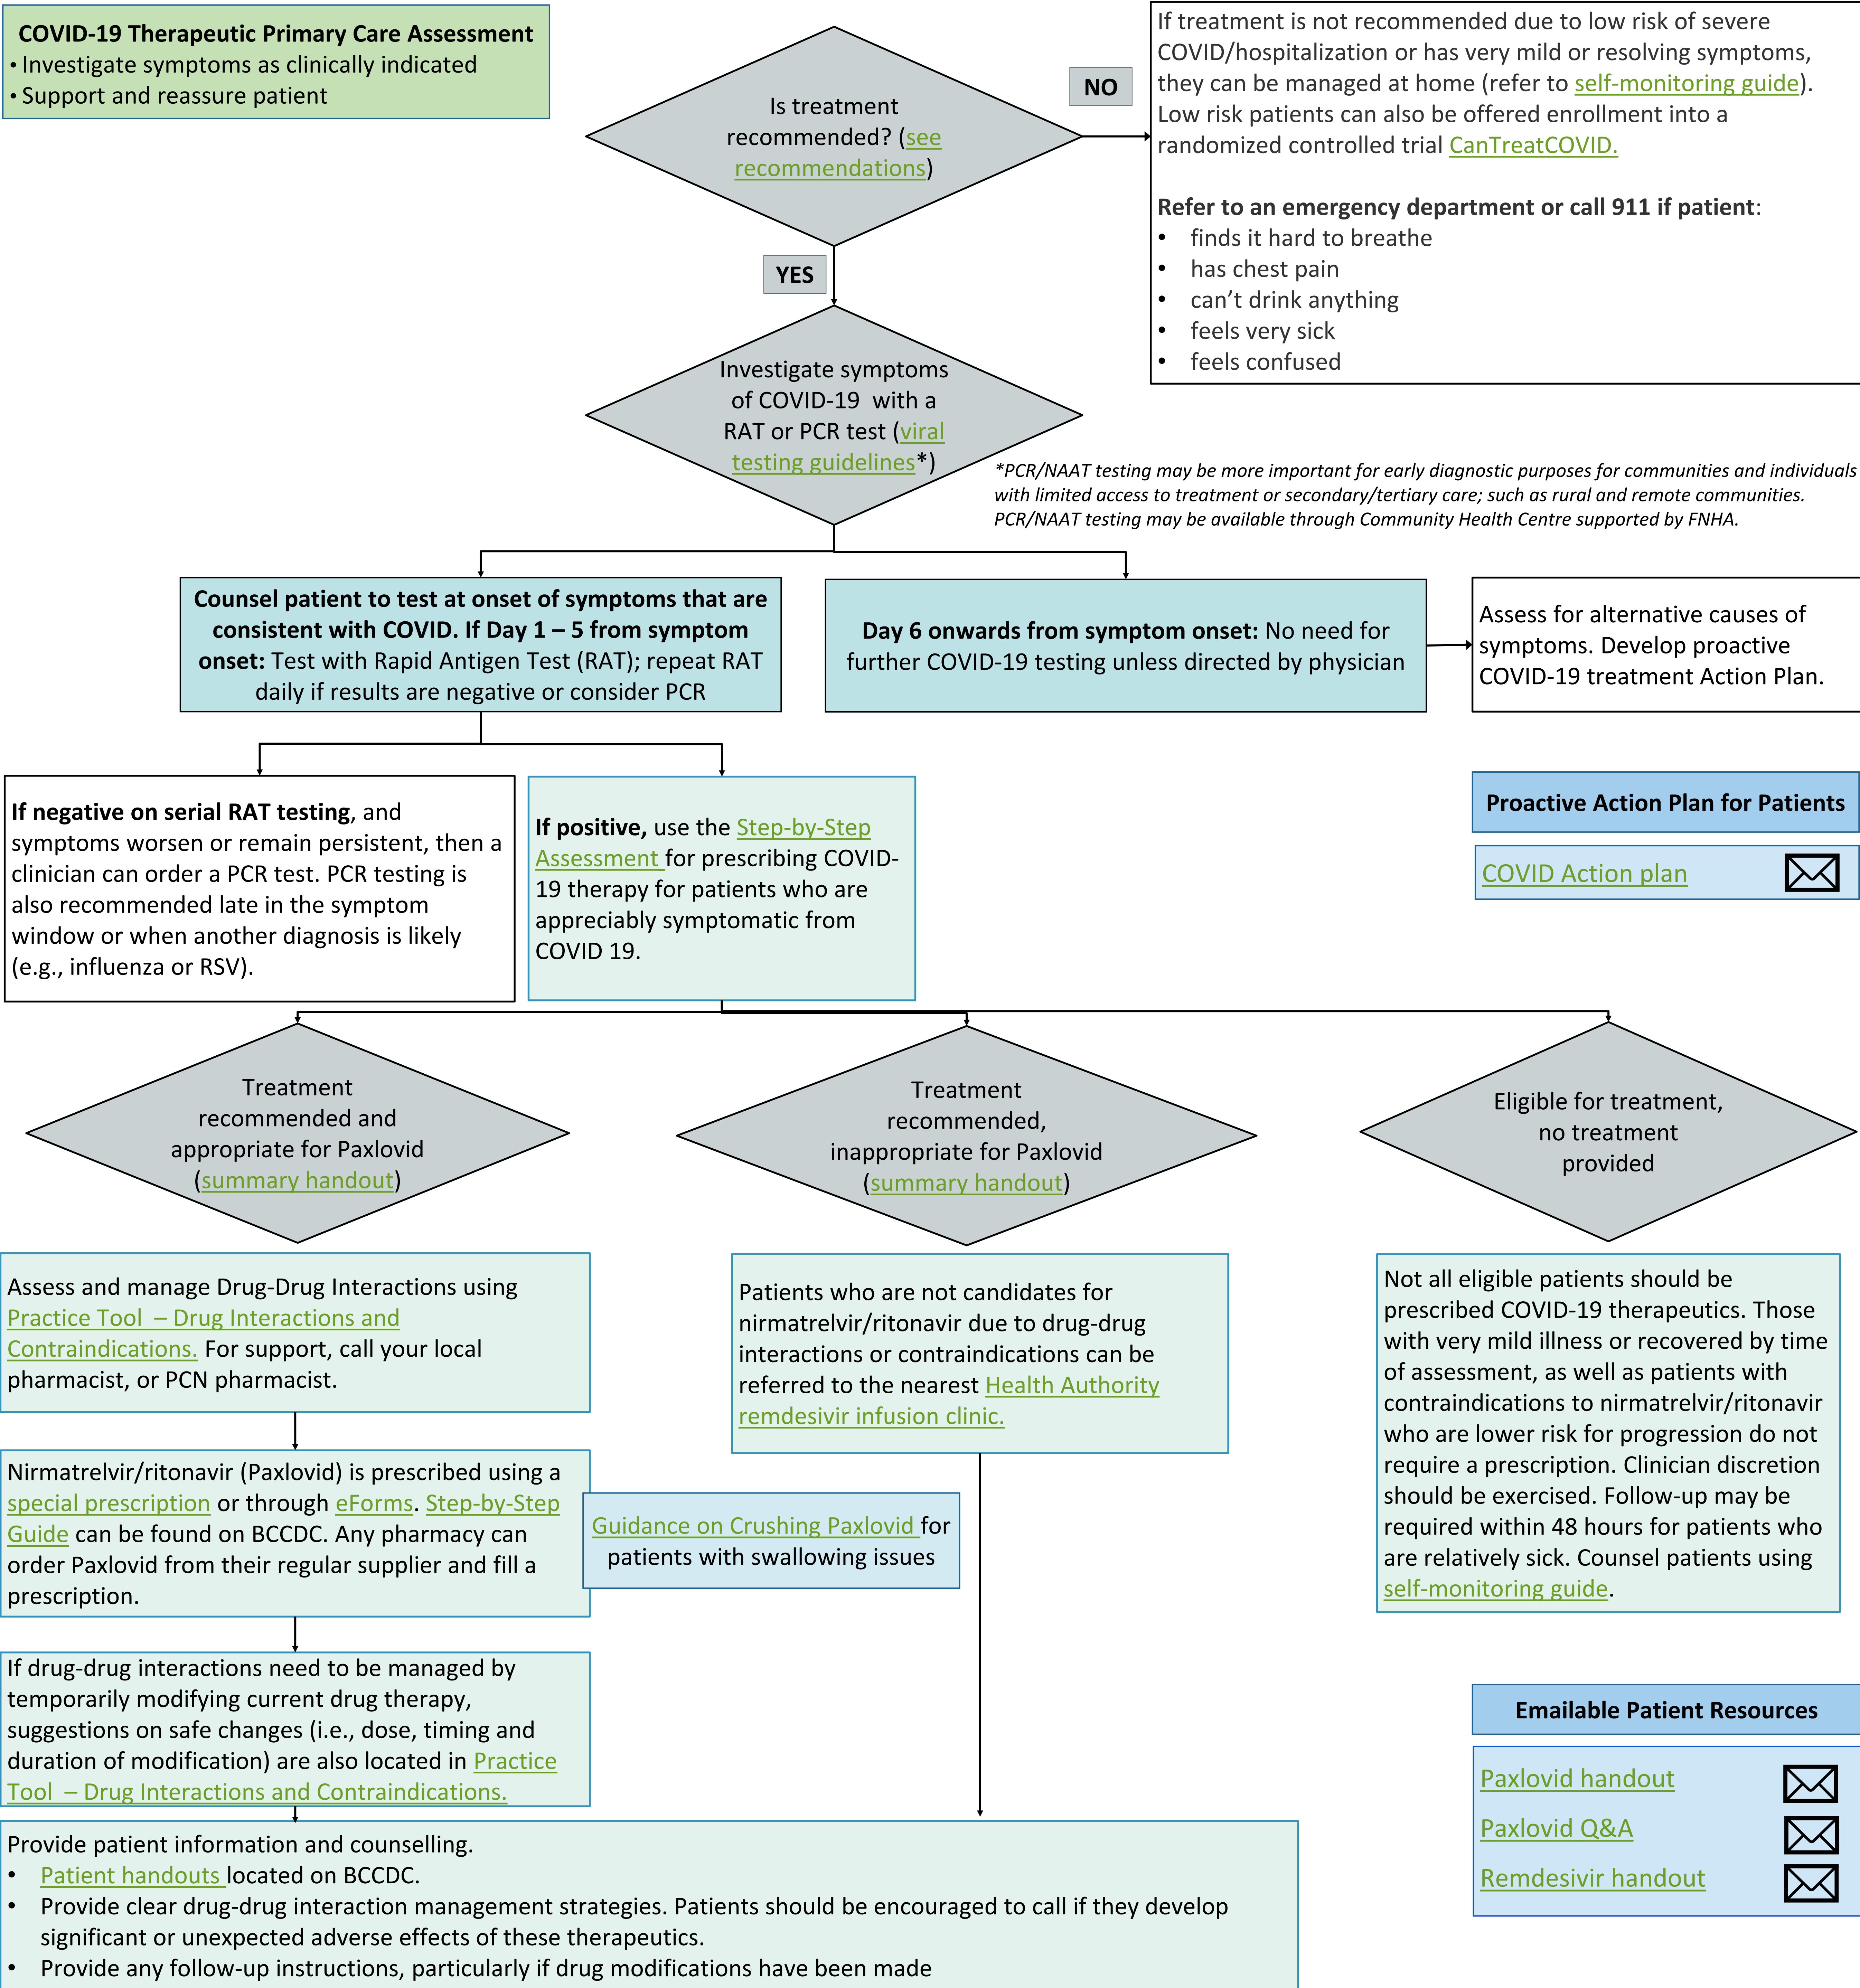 COVID-19 Therapeutic Primary Care Assessment
• Investigate symptoms as clinically indicated
• Support and reassure patient
Is treatment
recommended? (see
recommendations)
NO
If treatment is not recommended due to low risk of severe
COVID/hospitalization or has very mild or resolving symptoms,
they can be managed at home (refer to self-monitoring guide).
Low risk patients can also be offered enrollment into a
randomized controlled trial CanTreatCOVID.
Refer to an emergency department or call 911 if patient:
• finds it hard to breathe
• has chest pain
• can’t drink anything
• feels very sick
• feels confused
YES
Investigate symptoms
of COVID-19 with a
RAT or PCR test (viral
testing guidelines*)
*PCR/NAAT testing may be more important for early diagnostic purposes for communities and individuals
with limited access to treatment or secondary/tertiary care; such as rural and remote communities.
PCR/NAAT testing may be available through Community Health Centre supported by FNHA.
Counsel patient to test at onset of symptoms that are
consistent with COVID. If Day 1 – 5 from symptom
onset: Test with Rapid Antigen Test (RAT); repeat RAT
daily if results are negative or consider PCR
Day 6 onwards from symptom onset: No need for
further COVID-19 testing unless directed by physician
Assess for alternative causes of
symptoms. Develop proactive
COVID-19 treatment Action Plan.
If negative on serial RAT testing, and
symptoms worsen or remain persistent, then a
clinician can order a PCR test. PCR testing is
also recommended late in the symptom
window or when another diagnosis is likely
(e.g., influenza or RSV).
If positive, use the Step-by-Step
Assessment for prescribing COVID-
19 therapy for patients who are
appreciably symptomatic from
COVID 19.
Proactive Action Plan for Patients
COVID Action plan
Treatment
recommended and
appropriate for Paxlovid
(summary handout)
Treatment
recommended,
inappropriate for Paxlovid
(summary handout)
Eligible for treatment,
no treatment
provided
Assess and manage Drug-Drug Interactions using
Practice Tool – Drug Interactions and
Contraindications. For support, call your local
pharmacist, or PCN pharmacist.
Patients who are not candidates for
nirmatrelvir/ritonavir due to drug-drug
interactions or contraindications can be
referred to the nearest Health Authority
remdesivir infusion clinic.
Not all eligible patients should be
prescribed COVID-19 therapeutics. Those
with very mild illness or recovered by time
of assessment, as well as patients with
contraindications to nirmatrelvir/ritonavir
who are lower risk for progression do not
require a prescription. Clinician discretion
should be exercised. Follow-up may be
required within 48 hours for patients who
are relatively sick. Counsel patients using
self-monitoring guide.
Nirmatrelvir/ritonavir (Paxlovid) is prescribed using a
special prescription or through eForms. Step-by-Step
Guide can be found on BCCDC. Any pharmacy can
order Paxlovid from their regular supplier and fill a
prescription.
Guidance on Crushing Paxlovid for
patients with swallowing issues
If drug-drug interactions need to be managed by
temporarily modifying current drug therapy,
suggestions on safe changes (i.e., dose, timing and
duration of modification) are also located in Practice
Tool – Drug Interactions and Contraindications.
Emailable Patient Resources
Paxlovid handout
Paxlovid Q&A
Remdesivir handout
Provide patient information and counselling.
• Patient handouts located on BCCDC.
• Provide clear drug-drug interaction management strategies. Patients should be encouraged to call if they develop
significant or unexpected adverse effects of these therapeutics.
• Provide any follow-up instructions, particularly if drug modifications have been made